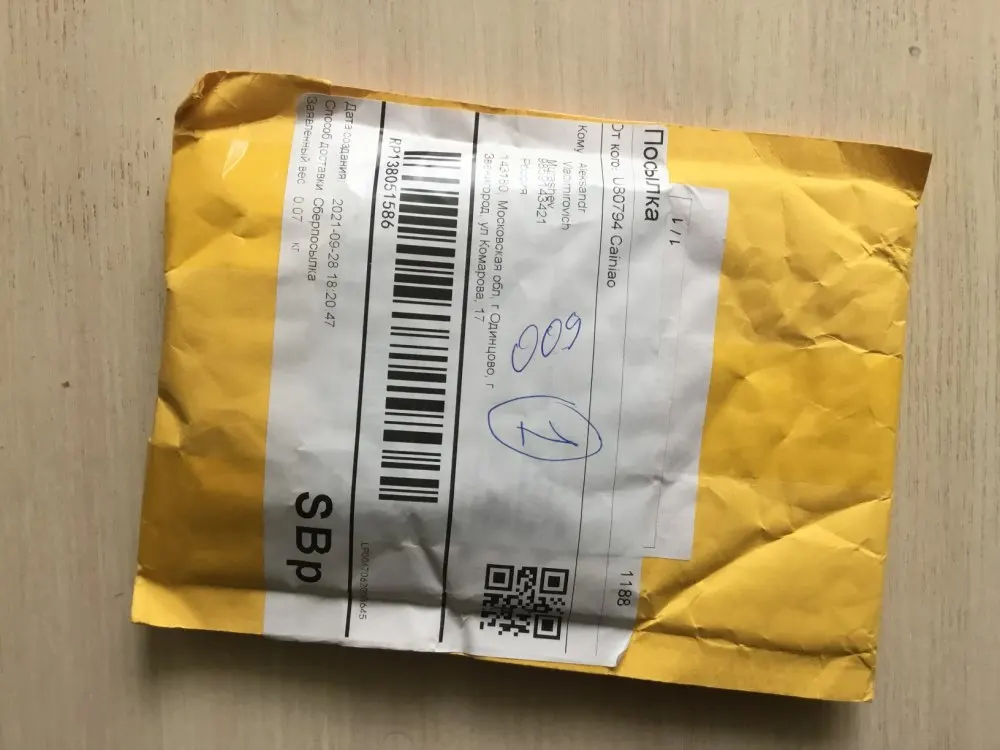 Посылка
1 / 1
От кого: U80794 Cainiao
1188
Кому Aleksandr
Vladimirovich
Россия
143180 Московская обл, г Одинцово, г
Звенигород, ул Комарова, 17
600
1
RP138051586
Дата создания 2021-09-28 18:20:47
Способ доставки Сберпосылка
Заявленный вес 0.07 кг
SBp